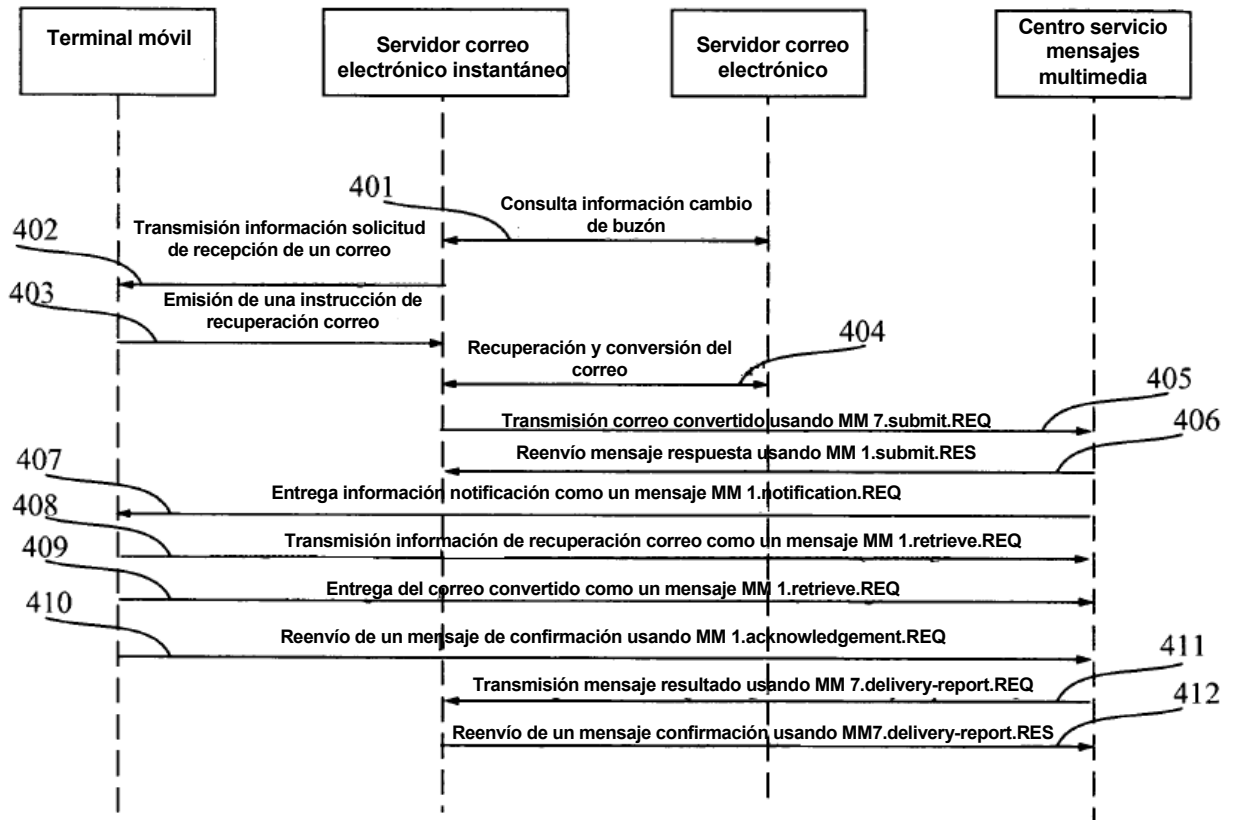 Terminal móvil
Servidor correo
electrónico instantáneo
Servidor correo
electrónico
Centro servicio
mensajes
multimedia
401
Consulta información cambio
de buzón
402
Transmisión información solicitud
de recepción de un correo
403
Emisión de una instrucción de
recuperación correo
404
Recuperación y conversión del
correo
405
Transmisión correo convertido usando MM 7.submit.REQ
406
Reenvío mensaje respuesta usando MM 1.submit.RES
407
Entrega información notificación como un mensaje MM 1.notification.REQ
408
Transmisión información de recuperación correo como un mensaje MM 1.retrieve.REQ
409
Entrega del correo convertido como un mensaje MM 1.retrieve.REQ
410
Reenvío de un mensaje de confirmación usando MM 1.acknowledgement.REQ
411
Transmisión mensaje resultado usando MM 7.delivery-report.REQ
412
Reenvío de un mensaje confirmación usando MM7.delivery-report.RES